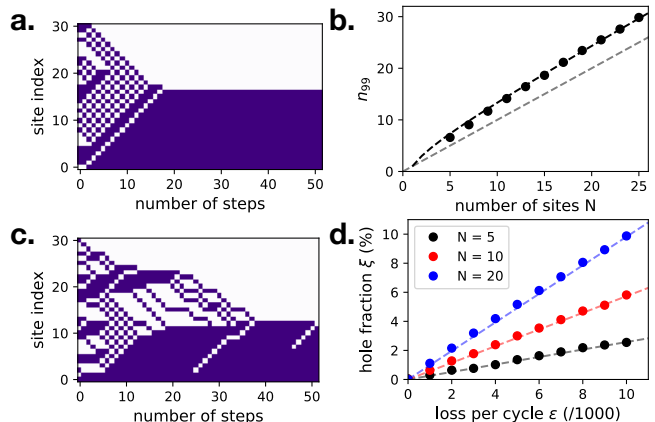 a.
30
20
10
0
site index
0 10 20 30 40 50
number of steps
b.
30
20
10
0
n99
0 5 10 15 20 25
number of sites N
c.
30
20
10
0
site index
0 10 20 30 40 50
number of steps
d.
10
8
6
4
2
0
hole fraction ξ (%)
N = 5
N = 10
N = 20
0 2 4 6 8 10
loss per cycle ε (/1000)